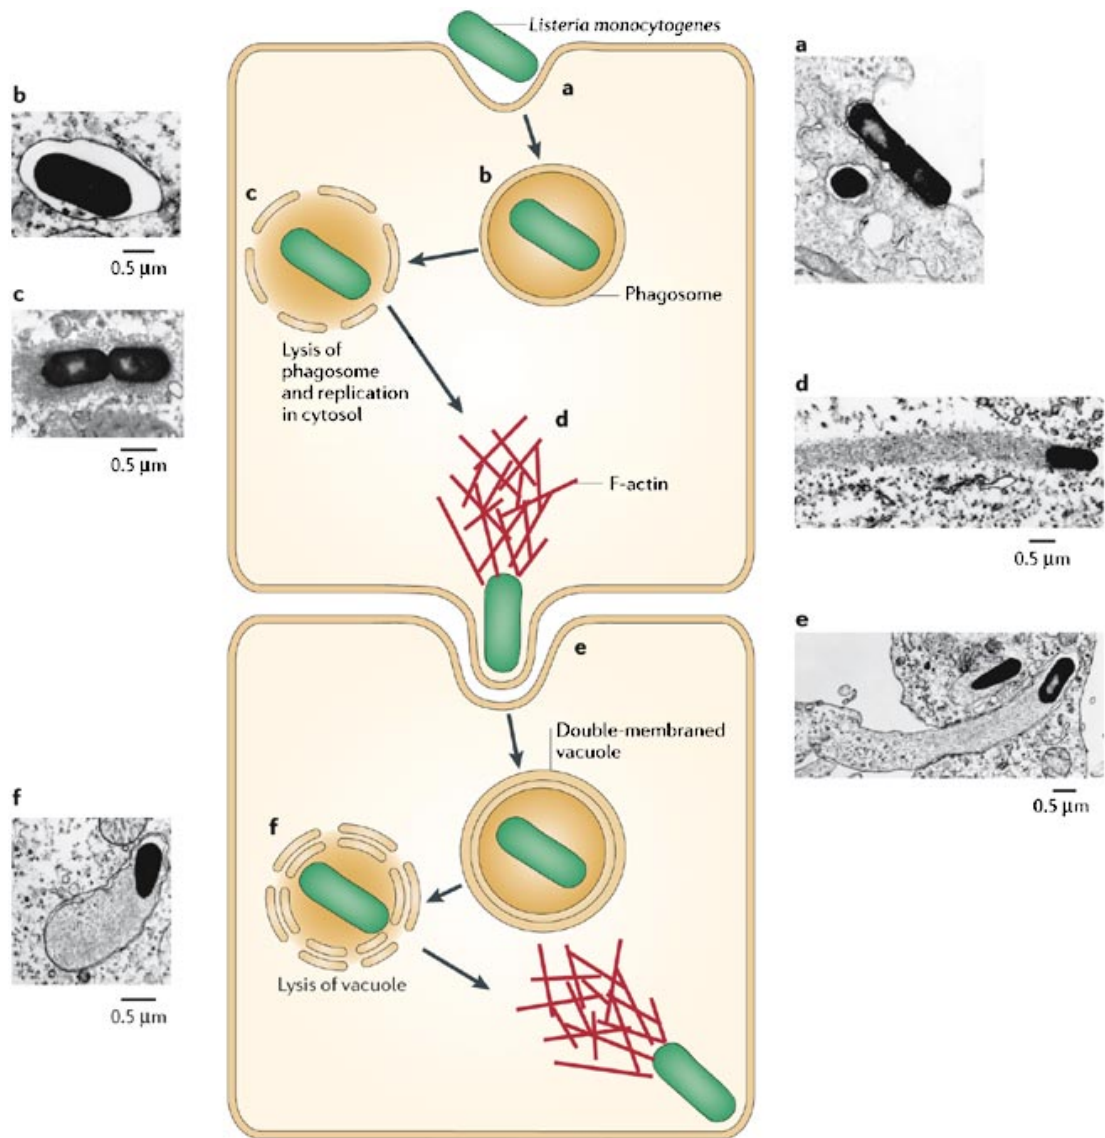 Listeria monocytogenes
a
a
b
b
c
Phagosome
0.5 μm
c
Lysis of
phagosome
and replication
in cytosol
0.5 μm
d
d
F-actin
0.5 μm
e
e
Double-membraned
vacuole
0.5 μm
f
f
Lysis of vacuole
0.5 μm